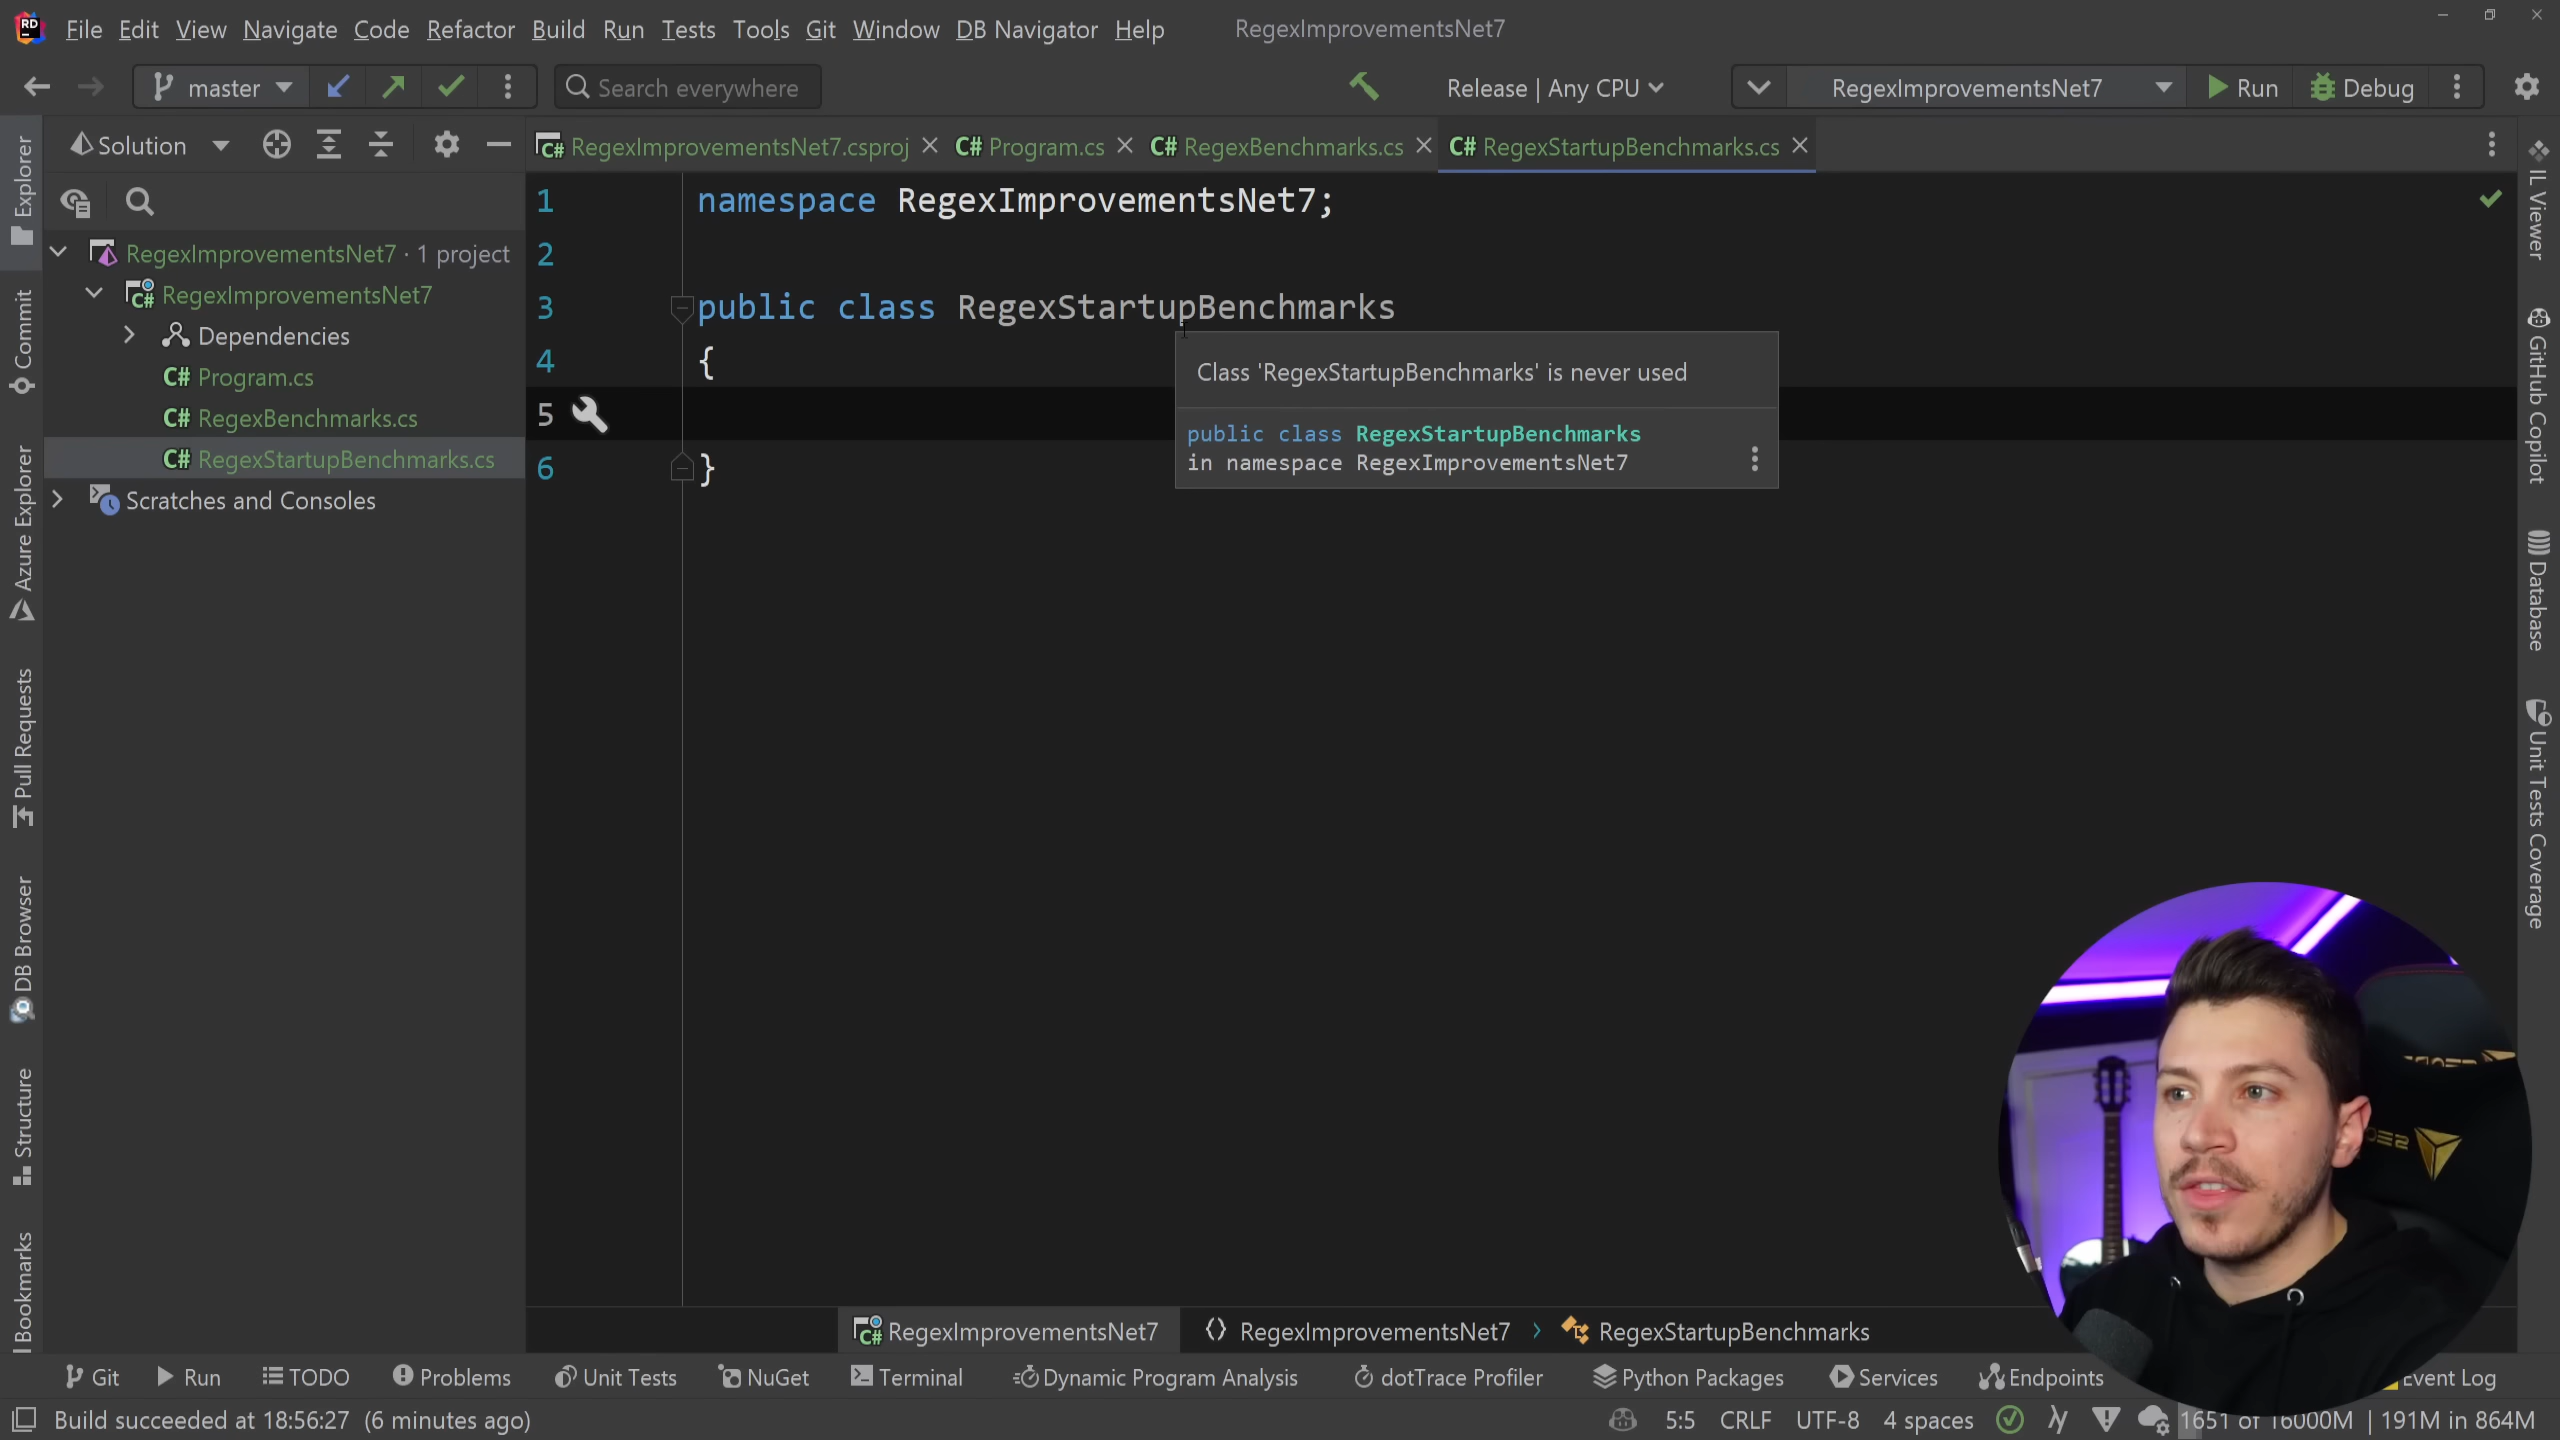 RD
File Edit View Navigate Code Refactor Build Run Tests Tools Git Window DB Navigator Help
RegexImprovementsNet7
master
Search everywhere
Release | Any CPU
RegexImprovementsNet7
Run
Debug
Solution
C# RegexImprovementsNet7.csproj
C# Program.cs
C# RegexBenchmarks.cs
C# RegexStartupBenchmarks.cs
RegexImprovementsNet7 · 1 project
C# RegexImprovementsNet7
Dependencies
C# Program.cs
C# RegexBenchmarks.cs
C# RegexStartupBenchmarks.cs
Scratches and Consoles
1 namespace RegexImprovementsNet7;
2
3 public class RegexStartupBenchmarks
4 {
5
6 }
Class 'RegexStartupBenchmarks' is never used
public class RegexStartupBenchmarks
in namespace RegexImprovementsNet7
Explorer
Commit
Azure Explorer
Pull Requests
DB Browser
Structure
Bookmarks
IL Viewer
GitHub Copilot
Database
Unit Tests Coverage
C# RegexImprovementsNet7
RegexImprovementsNet7
RegexStartupBenchmarks
Git
Run
TODO
Problems
Unit Tests
NuGet
Terminal
Dynamic Program Analysis
dotTrace Profiler
Python Packages
Services
Endpoints
Event Log
Build succeeded at 18:56:27 (6 minutes ago)
5:5
CRLF
UTF-8
4 spaces
1651 of 16000M | 191M in 864M